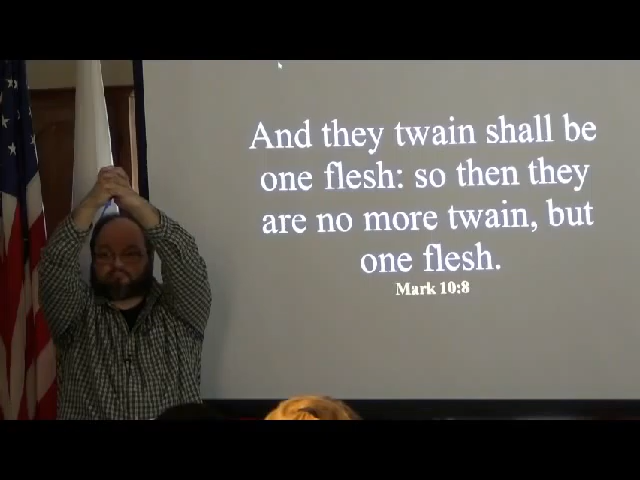 And they twain shall be
one flesh: so then they
are no more twain, but
one flesh.
Mark 10:8